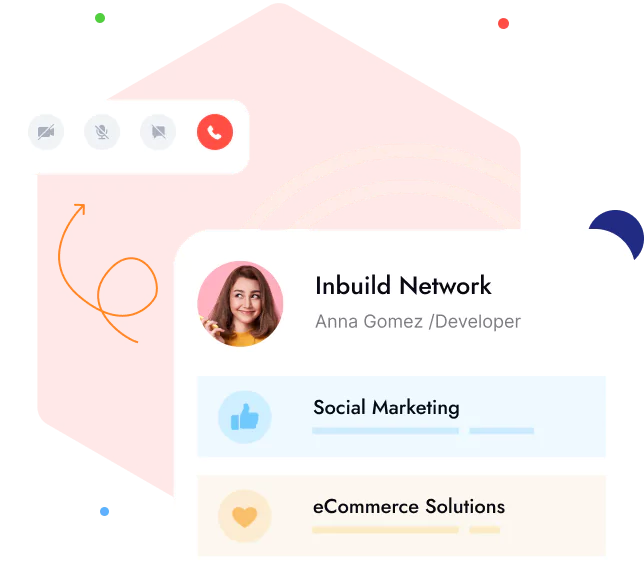 Inbuild Network
Anna Gomez /Developer
Social Marketing
eCommerce Solutions